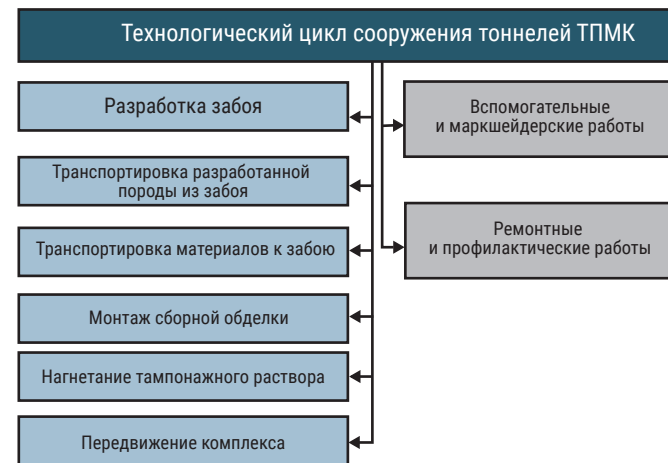 Технологический цикл сооружения тоннелей ТПМК
Разработка забоя
Транспортировка разработанной
породы из забоя
Транспортировка материалов к забою
Монтаж сборной обделки
Нагнетание тампонажного раствора
Передвижение комплекса
Вспомогательные
и маркшейдерские работы
Ремонтные
и профилактические работы